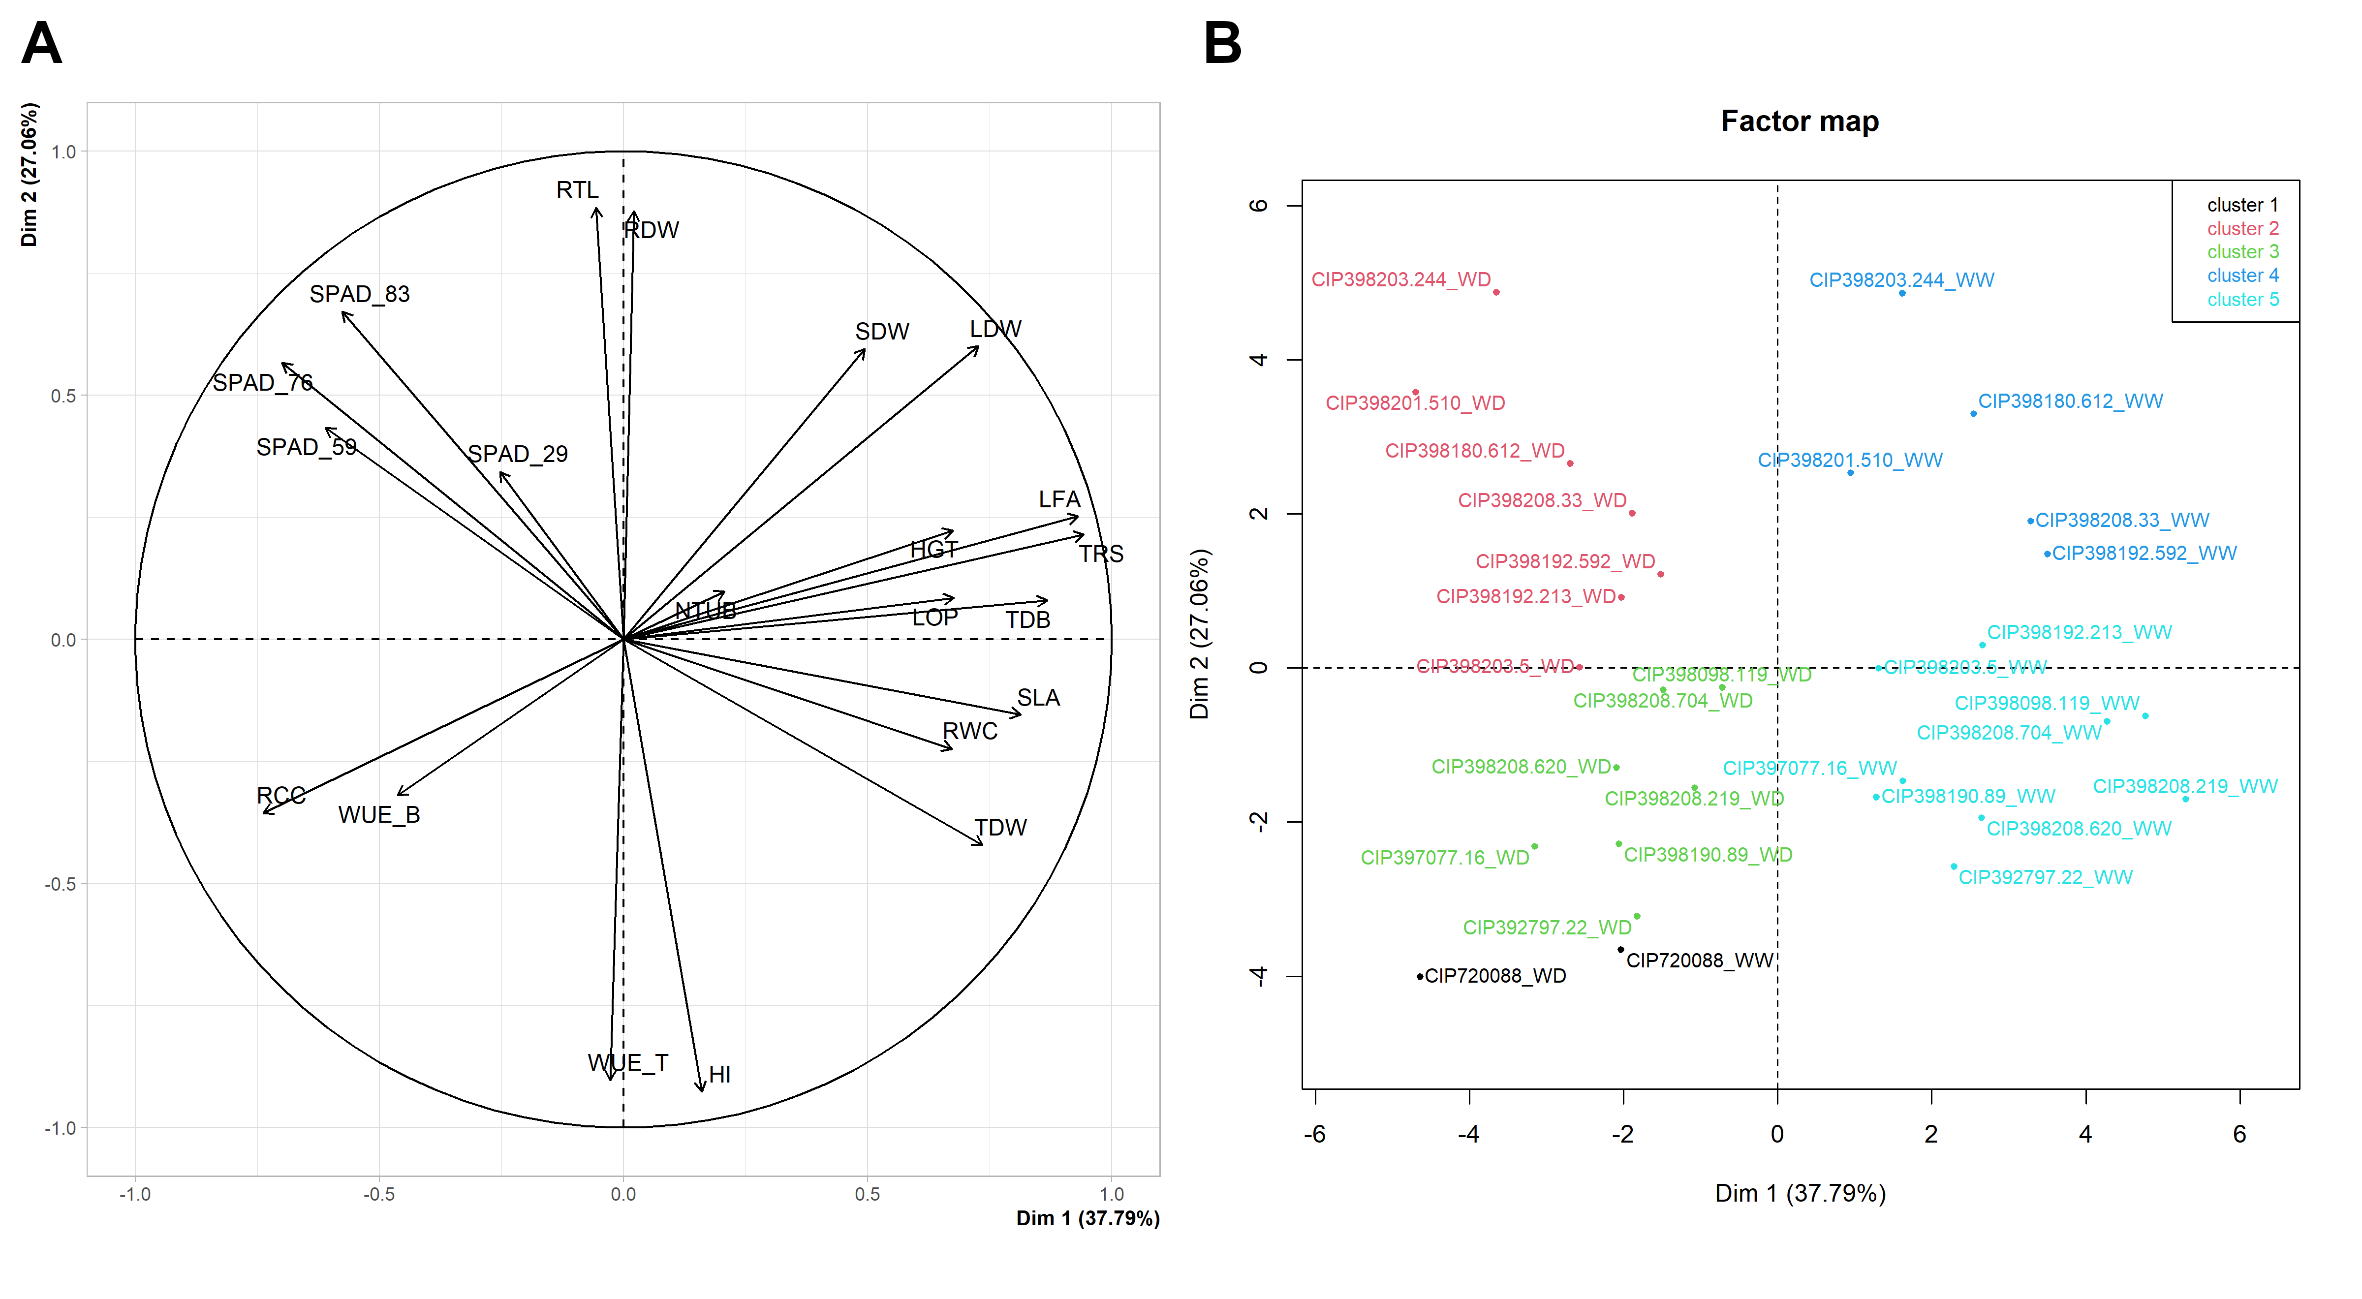 A
Dim 2 (27.06%)
1.0
0.5
0.0
-0.5
-1.0
RTL
RDW
SPAD_83
SDW
LDW
SPAD_76
SPAD_59
SPAD_29
LFA
HGT
TRS
NTUB
LOP
TDB
SLA
RWC
RCC
WUE_B
TDW
WUE_T
HI
-1.0
-0.5
0.0
0.5
1.0
Dim 1 (37.79%)
B
Factor map
cluster 1
cluster 2
cluster 3
cluster 4
cluster 5
Dim 2 (27.06%)
6
4
2
0
-2
-4
CIP398203.244_WD
CIP398203.244_WW
CIP398201.510_WD
CIP398180.612_WW
CIP398180.612_WD
CIP398201.510_WW
CIP398208.33_WD
CIP398208.33_WW
CIP398192.592_WW
CIP398192.592_WD
CIP398192.213_WD
CIP398192.213_WW
CIP398203.5_WD
CIP398203.5_WW
CIP398098.119_WD
CIP398208.704_WD
CIP398098.119_WW
CIP398208.704_WW
CIP398208.620_WD
CIP397077.16_WW
CIP398208.219_WD
CIP398190.89_WW
CIP398208.219_WW
CIP398208.620_WW
CIP397077.16_WD
CIP398190.89_WD
CIP392797.22_WW
CIP392797.22_WD
CIP720088_WW
CIP720088_WD
-6
-4
-2
0
2
4
6
Dim 1 (37.79%)